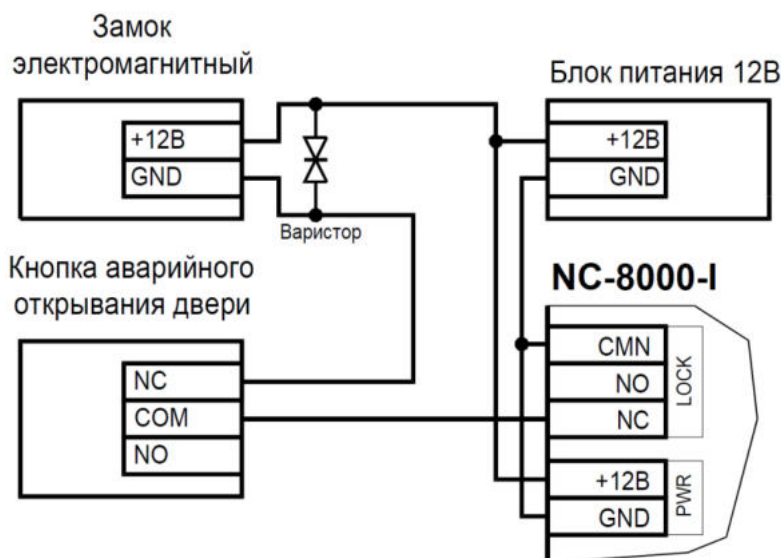 Замок
электромагнитный
+12В
GND
Варистор
Блок питания 12В
+12В
GND
Кнопка аварийного
открывания двери
NC
COM
NO
NC-8000-I
CMN
NO
NC
LOCK
+12В
GND
PWR